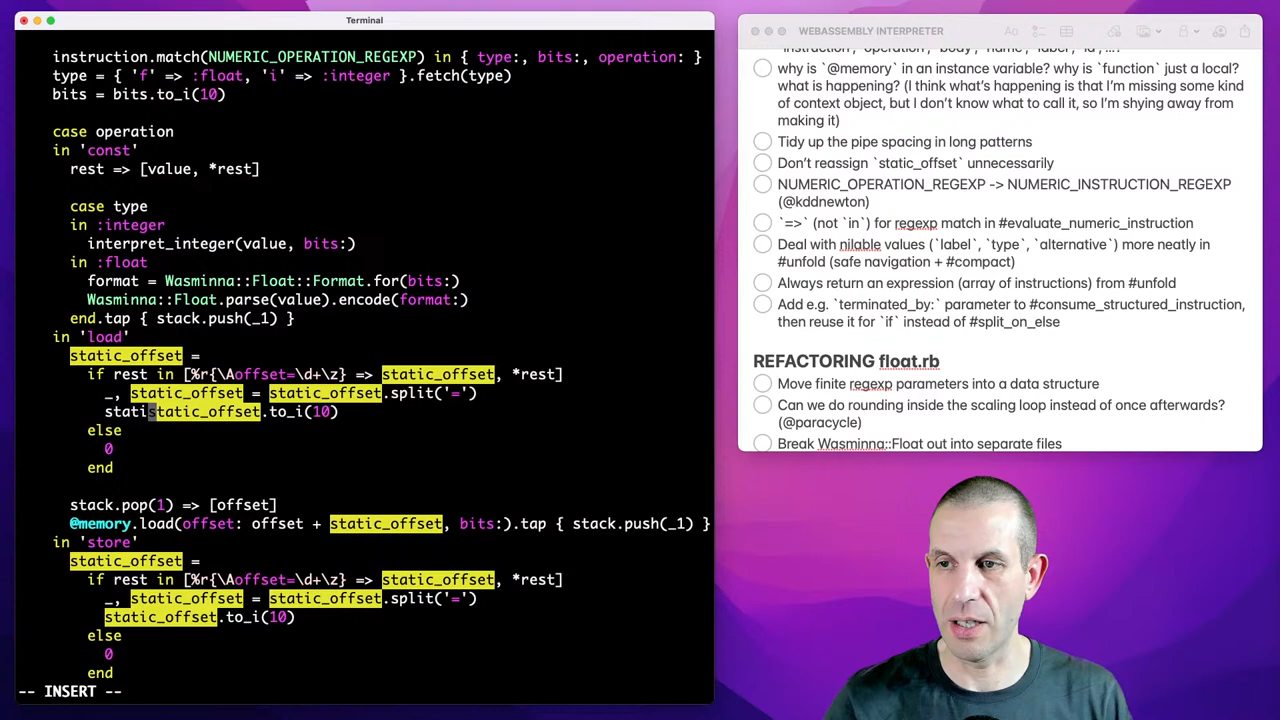 Terminal
instruction.match(NUMERIC_OPERATION_REGEXP) in { type:, bits:, operation: }
type = { 'f' => :float, 'i' => :integer }.fetch(type)
bits = bits.to_i(10)
case operation
in 'const'
rest => [value, *rest]
case type
in :integer
interpret_integer(value, bits:)
in :float
format = Wasminna::Float::Format.for(bits:)
Wasminna::Float.parse(value).encode(format:)
end.tap { stack.push(_1) }
in 'load'
static_offset =
if rest in [%r{\Aoffset=\d+\z} => static_offset, *rest]
_, static_offset = static_offset.split('=')
statistatic_offset.to_i(10)
else
0
end
stack.pop(1) => [offset]
@memory.load(offset: offset + static_offset, bits:).tap { stack.push(_1) }
in 'store'
static_offset =
if rest in [%r{\Aoffset=\d+\z} => static_offset, *rest]
_, static_offset = static_offset.split('=')
static_offset.to_i(10)
else
0
end
-- INSERT --
WEBASSEMBLY INTERPRETER
why is `@memory` in an instance variable? why is `function` just a local?
what is happening? (I think what's happening is that I'm missing some kind
of context object, but I don't know what to call it, so I'm shying away from
making it)
Tidy up the pipe spacing in long patterns
Don't reassign `static_offset` unnecessarily
NUMERIC_OPERATION_REGEXP -> NUMERIC_INSTRUCTION_REGEXP
(@kddnewton)
`=>` (not `in`) for regexp match in #evaluate_numeric_instruction
Deal with nilable values (`label`, `type`, `alternative`) more neatly in
#unfold (safe navigation + #compact)
Always return an expression (array of instructions) from #unfold
Add e.g. `terminated_by:` parameter to #consume_structured_instruction,
then reuse it for `if` instead of #split_on_else
REFACTORING float.rb
Move finite regexp parameters into a data structure
Can we do rounding inside the scaling loop instead of once afterwards?
(@paracycle)
Break Wasminna::Float out into separate files